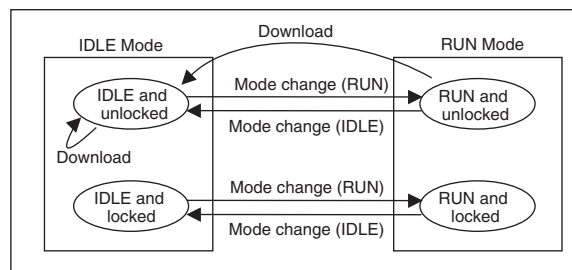 Download
IDLE Mode
RUN Mode
IDLE and
unlocked
Mode change (RUN)
RUN and
unlocked
Mode change (IDLE)
Download
IDLE and
locked
Mode change (RUN)
RUN and
locked
Mode change (IDLE)